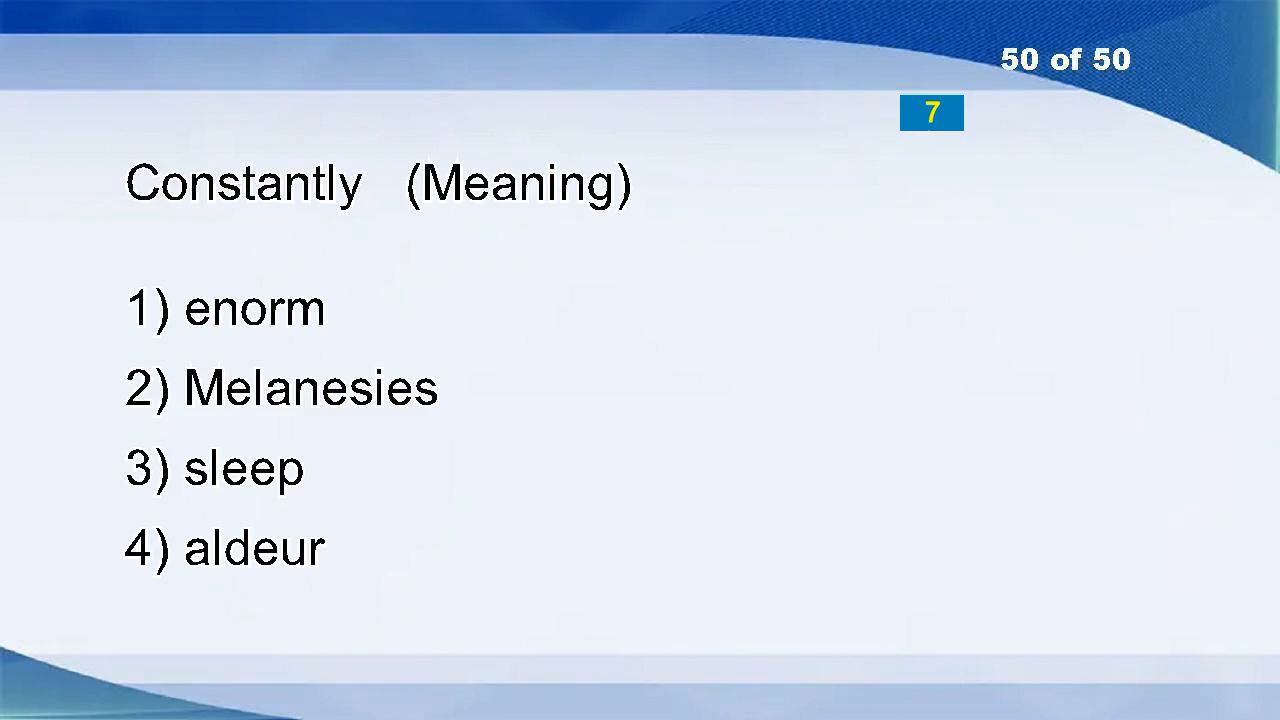 50 of 50
7
Constantly (Meaning)
1) enorm
2) Melanesies
3) sleep
4) aldeur